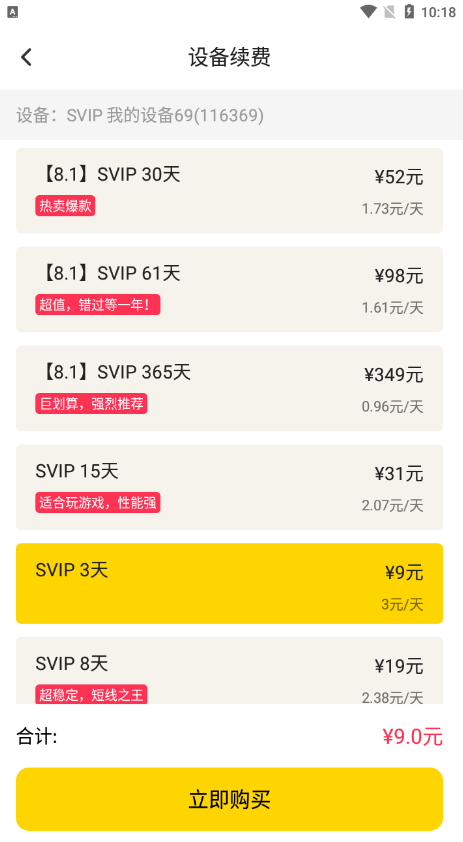 A
10:18
设备续费
设备：SVIP 我的设备69(116369)
【8.1】SVIP 30天
¥52元
热卖爆款
1.73元/天
【8.1】SVIP 61天
¥98元
超值，错过等一年！
1.61元/天
【8.1】SVIP 365天
¥349元
巨划算，强烈推荐
0.96元/天
SVIP 15天
¥31元
适合玩游戏，性能强
2.07元/天
SVIP 3天
¥9元
3元/天
SVIP 8天
¥19元
超稳定，短线之王
2.38元/天
合计:
¥9.0元
立即购买